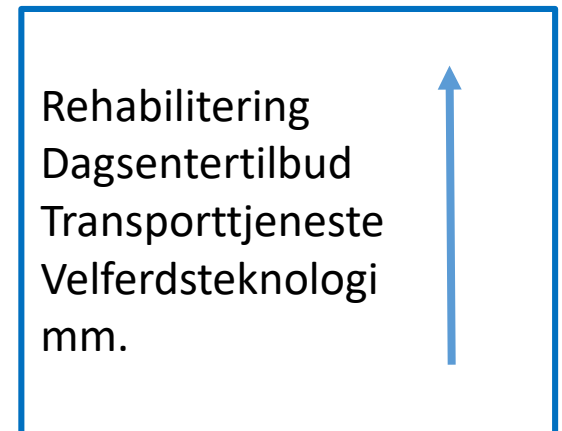 Rehabilitering
Dagsentertilbud
Transporttjeneste
Velferdsteknologi
mm.